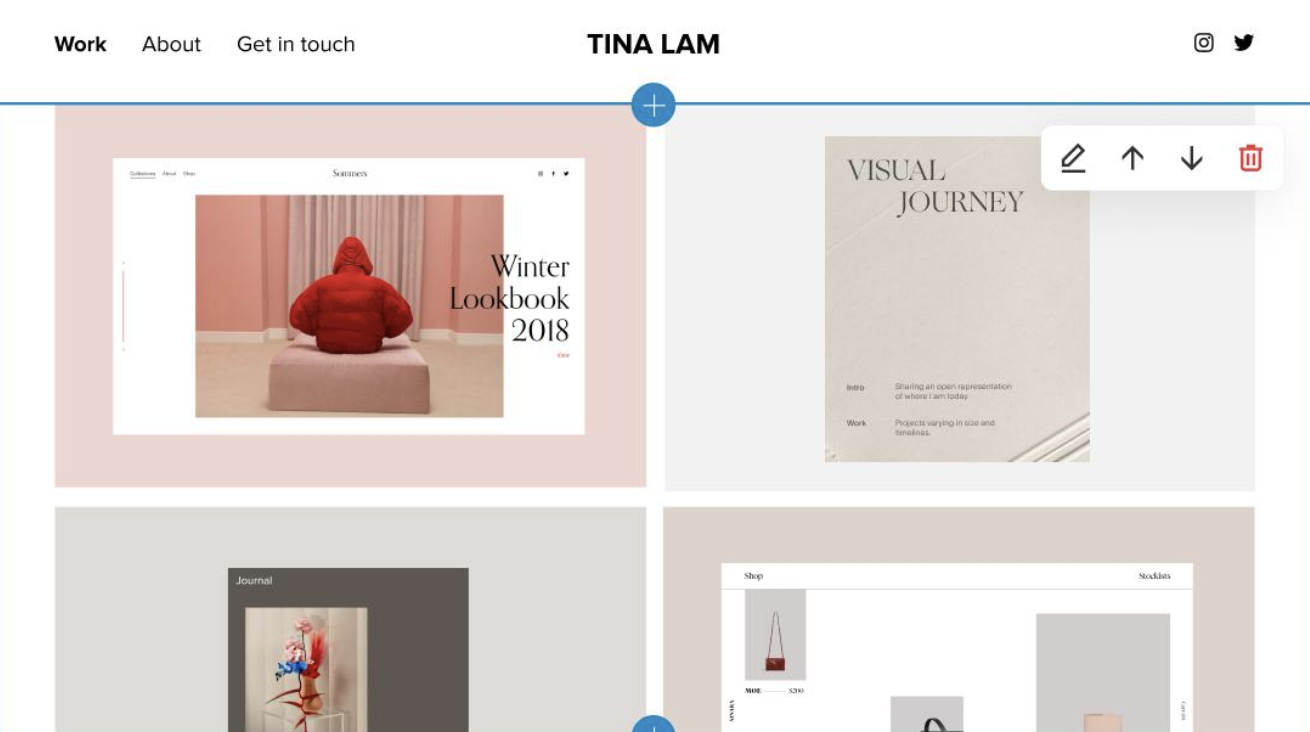 Work About Get in touch TINA LAM
Collections About Shop Sommers
Winter
Lookbook
2018
View
VISUAL
JOURNEY
Intro Sharing an open representation
of where I am today.
Work Projects varying in size and
timelines.
Journal
Shop Stockists
MOE $200